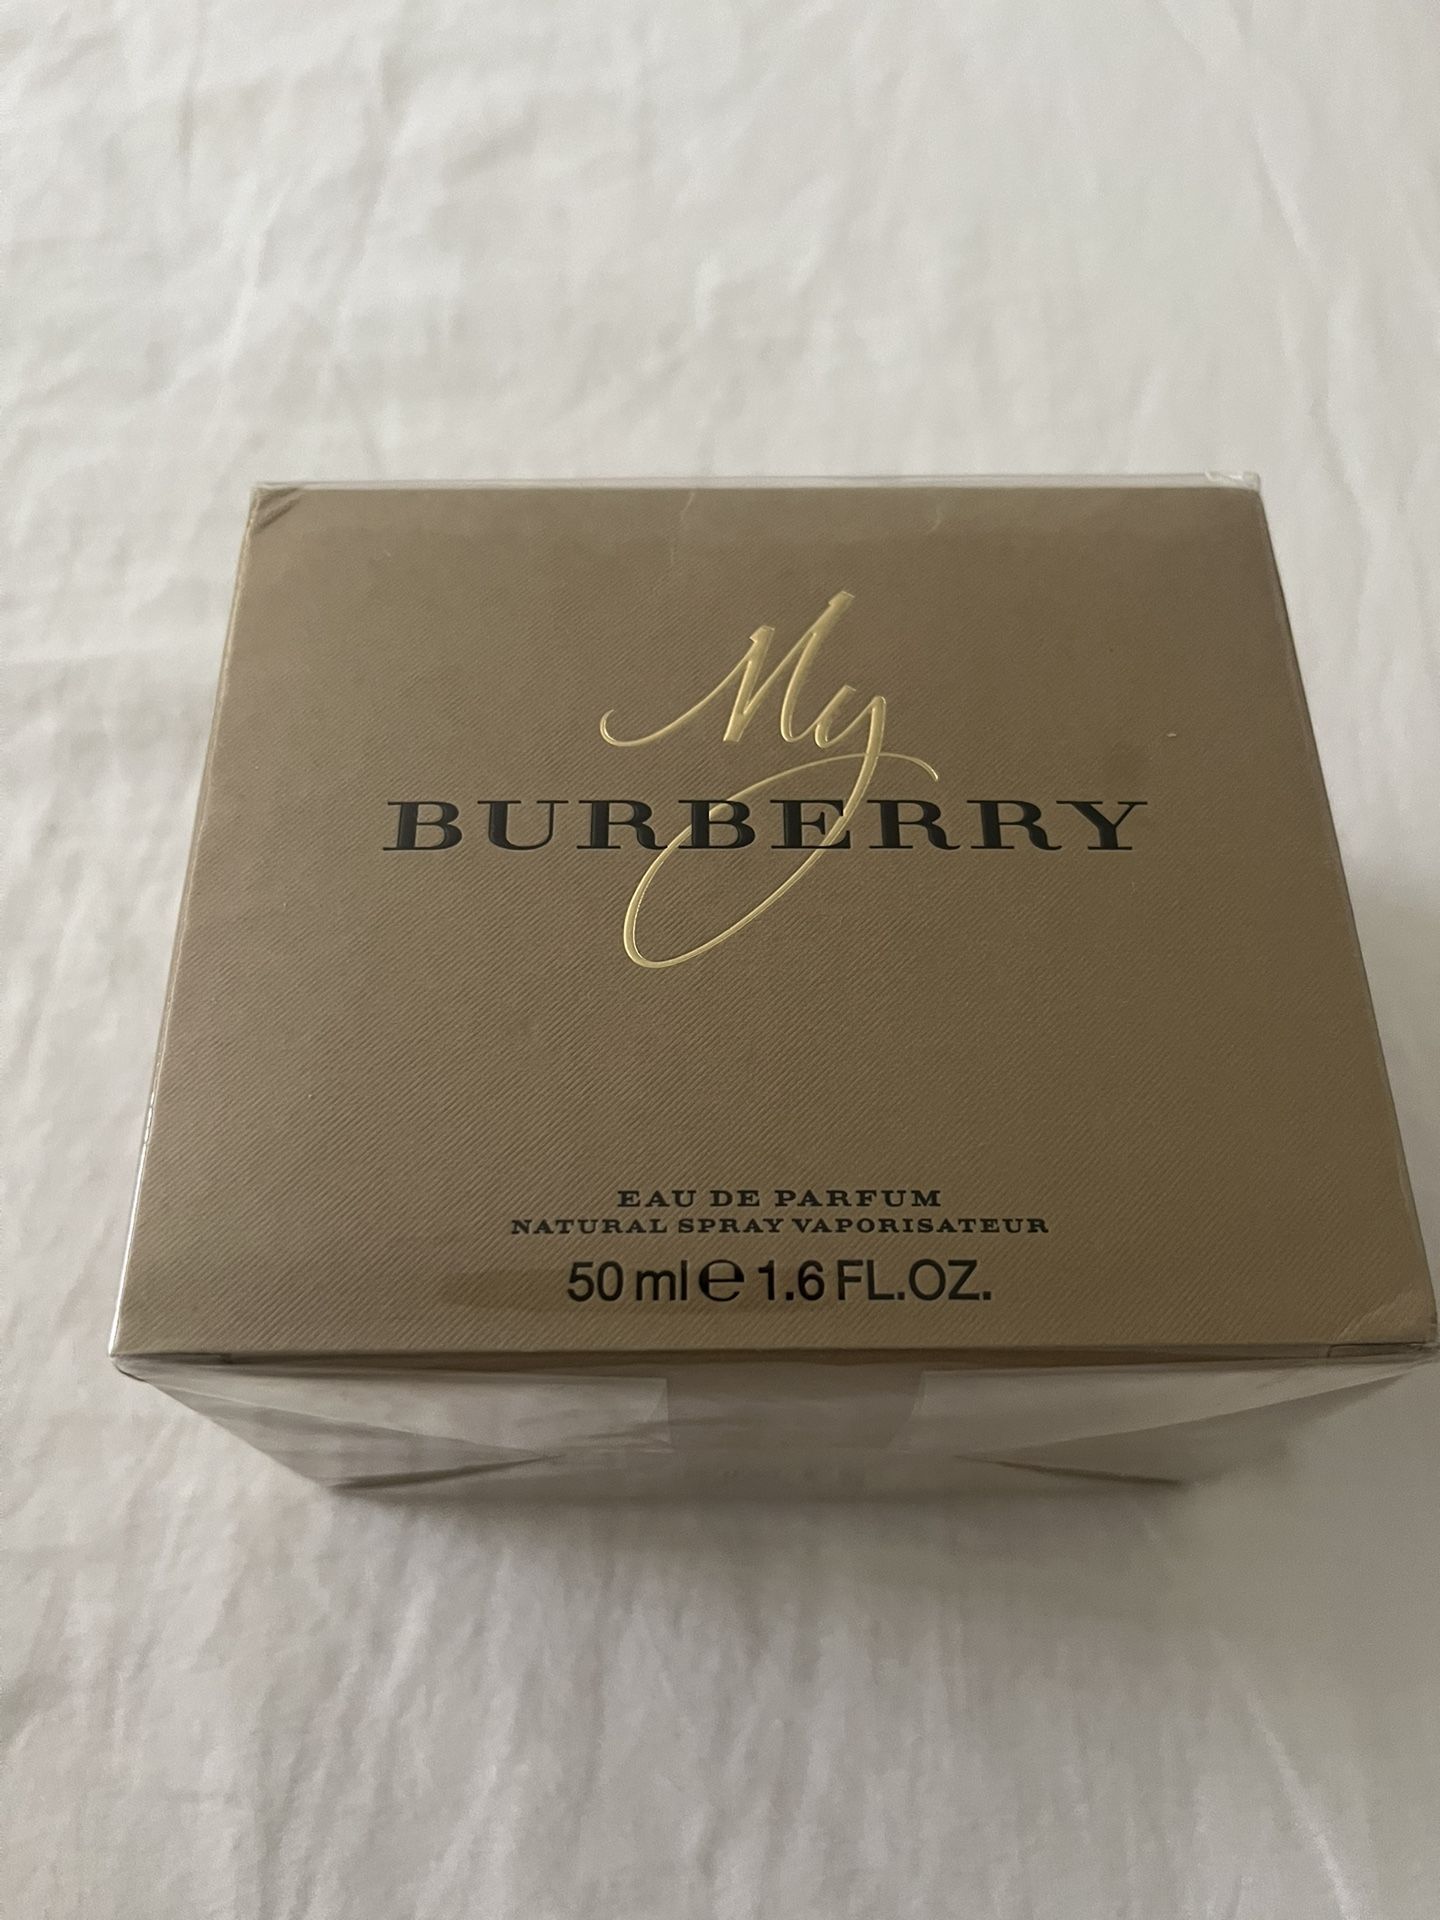 My
BURBERRY
EAU DE PARFUM
NATURAL SPRAY VAPORISATEUR
50 ml e 1.6 FL.OZ.